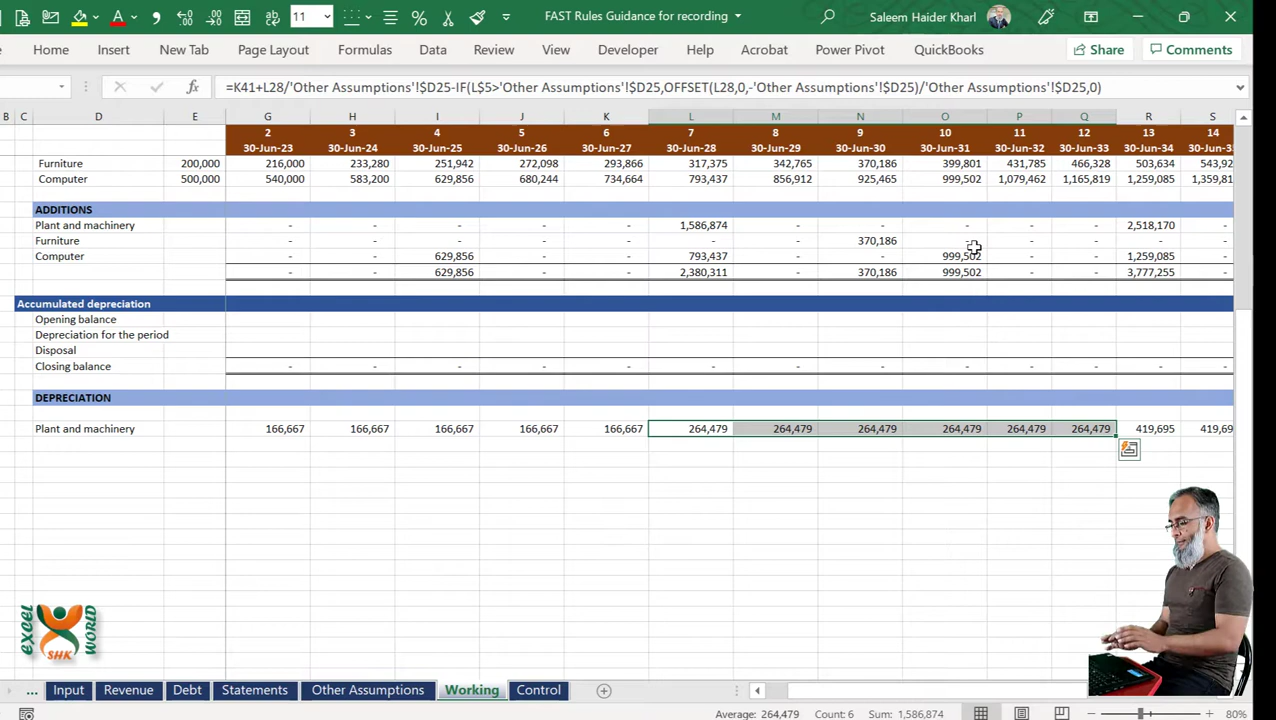 11 FAST Rules Guidance for recording Saleem Haider Kharl
Home Insert New Tab Page Layout Formulas Data Review View Developer Help Acrobat Power Pivot QuickBooks Share Comments
=K41+L28/'Other Assumptions'!$D25-IF(L$5>'Other Assumptions'!$D25,OFFSET(L28,0,-'Other Assumptions'!$D25)/'Other Assumptions'!$D25,0)
B C D E G H I J K L M N O P Q R S
2 3 4 5 6 7 8 9 10 11 12 13 14
30-Jun-23 30-Jun-24 30-Jun-25 30-Jun-26 30-Jun-27 30-Jun-28 30-Jun-29 30-Jun-30 30-Jun-31 30-Jun-32 30-Jun-33 30-Jun-34 30-Jun-3
Furniture 200,000 216,000 233,280 251,942 272,098 293,866 317,375 342,765 370,186 399,801 431,785 466,328 503,634 543,92
Computer 500,000 540,000 583,200 629,856 680,244 734,664 793,437 856,912 925,465 999,502 1,079,462 1,165,819 1,259,085 1,359,81
ADDITIONS
Plant and machinery - - - - - 1,586,874 - - - - - 2,518,170 -
Furniture - - - - - - - 370,186 - - - - -
Computer - - 629,856 - - 793,437 - - 999,502 - - 1,259,085 -
- - 629,856 - - 2,380,311 - 370,186 999,502 - - 3,777,255 -
Accumulated depreciation
Opening balance
Depreciation for the period
Disposal
Closing balance - - - - - - - - - - - - -
DEPRECIATION
Plant and machinery 166,667 166,667 166,667 166,667 166,667 264,479 264,479 264,479 264,479 264,479 264,479 419,695 419,69
exael WORLD
SHK
... Input Revenue Debt Statements Other Assumptions Working Control
Average: 264,479 Count: 6 Sum: 1,586,874 80%